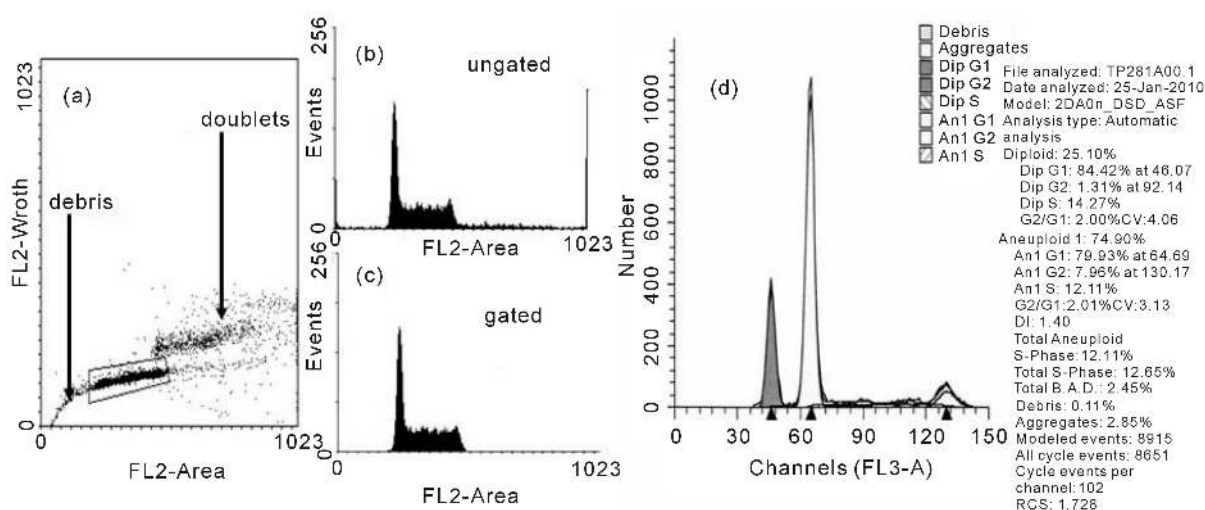 (a)
1023
FL2-Wroth
0
debris
doublets
0
1023
FL2-Area
(b)
ungated
256
Events
0
0
1023
FL2-Area
(c)
gated
256
Events
0
0
1023
FL2-Area
(d)
Number
1000
800
600
400
200
0
0
30
60
90
120
150
Channels (FL3-A)
Debris
Aggregates
Dip G1
Dip G2
Dip S
An1 G1
An1 G2
An1 S
File analyzed: TP281A00.1
Date analyzed: 25-Jan-2010
Model: 2DA0n_DSD_ASF
Analysis type: Automatic
analysis
Diploid: 25.10%
Dip G1: 84.42% at 46.07
Dip G2: 1.31% at 92.14
Dip S: 14.27%
G2/G1: 2.00%CV:4.06
Aneuploid 1: 74.90%
An1 G1: 79.93% at 64.69
An1 G2: 7.96% at 130.17
An1 S: 12.11%
G2/G1:2.01%CV:3.13
DI: 1.40
Total Aneuploid
S-Phase: 12.11%
Total S-Phase: 12.65%
Total B.A.D.: 2.45%
Debris: 0.11%
Aggregates: 2.85%
Modeled events: 8915
All cycle events: 8651
Cycle events per
channel: 102
RCS: 1.728